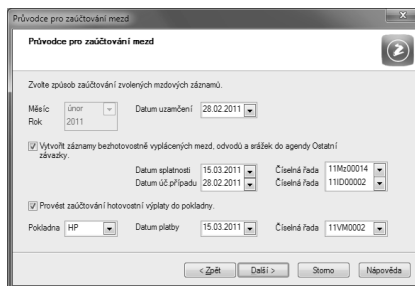 Průvodce pro zaúčtování mezd
Průvodce pro zaúčtování mezd
Zvolte způsob zaúčtování zvolených mzdových záznamů.
Měsíc únor Datum uzamčení 28.02.2011
Rok 2011
Vytvořit záznamy bezhotovostně vyplácených mezd, odvodů a srážek do agendy Ostatní
závazky.
Datum splatnosti 15.03.2011 Číselná řada 11Mz00014
Datum úč.případu 28.02.2011 Číselná řada 11ID00002
Provést zaúčtování hotovostní výplaty do pokladny.
Pokladna HP Datum platby 15.03.2011 Číselná řada 11VM0002
< Zpět Další > Storno Nápověda